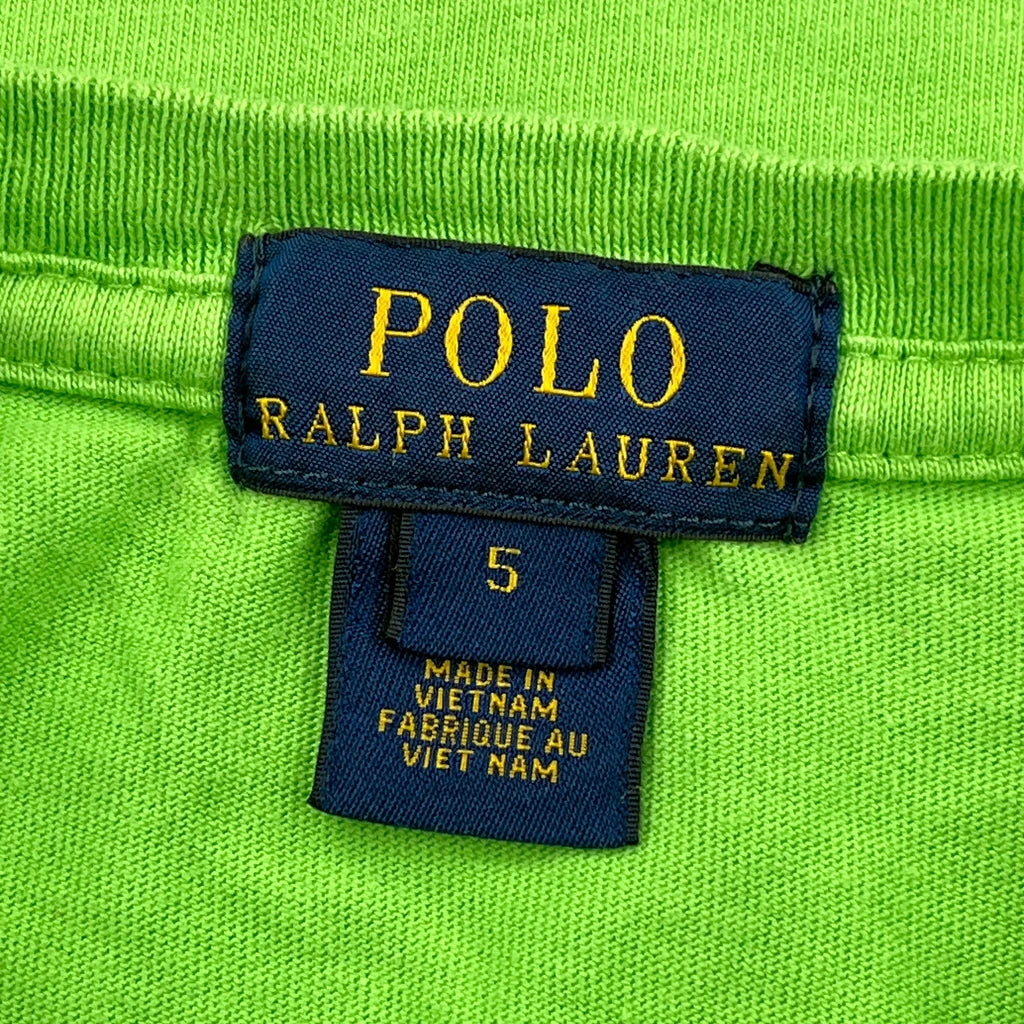 POLO
RALPH LAUREN
5
MADE IN
VIETNAM
FABRIQUE AU
VIET NAM